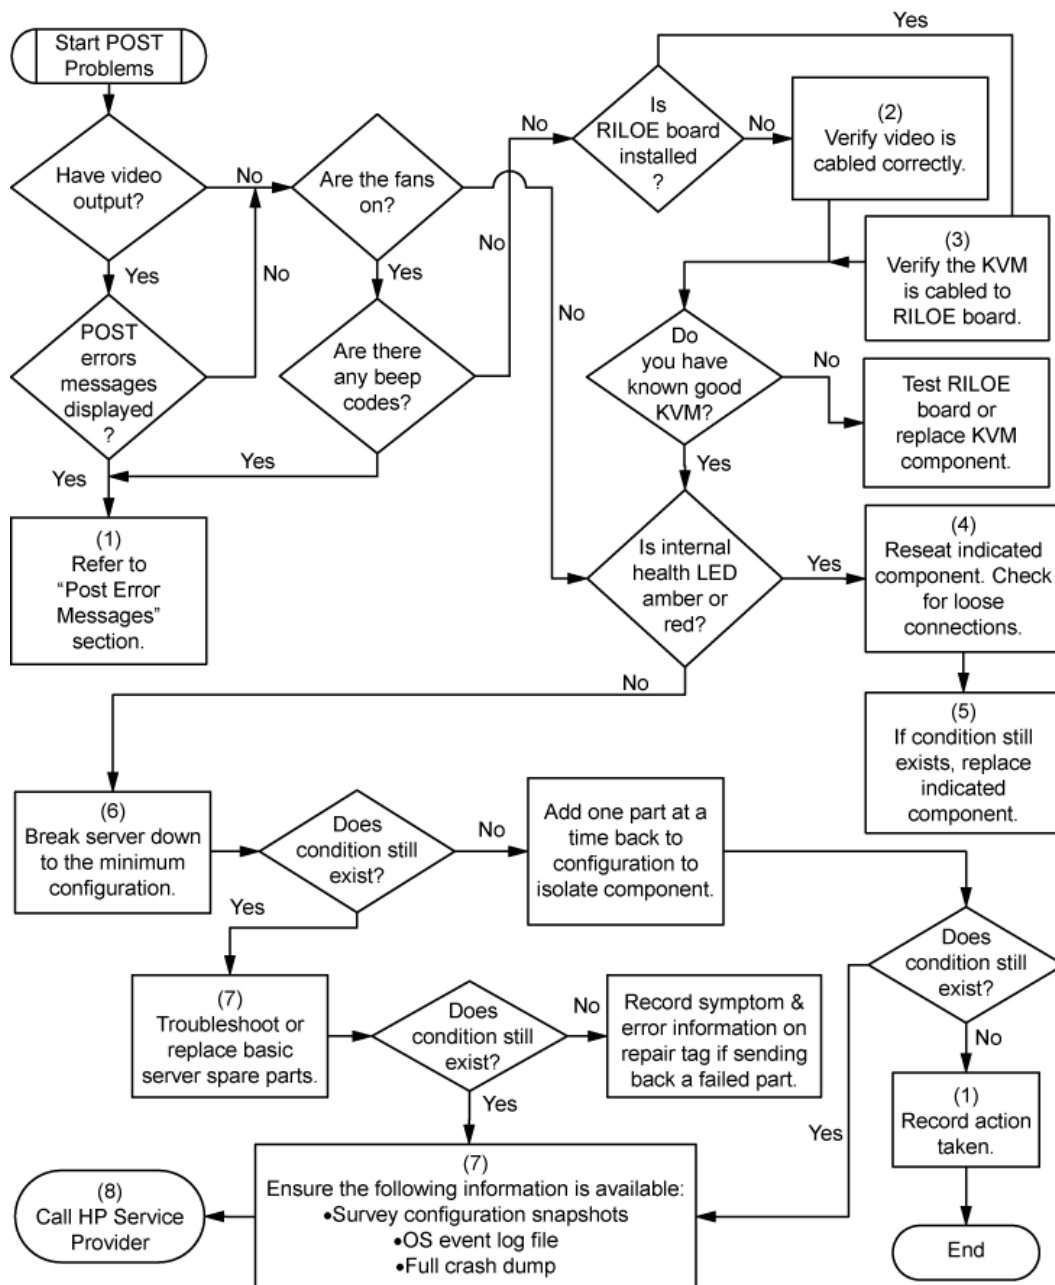 Start POST
Problems
Have video
output?
No
Yes
POST
errors
messages
displayed
?
No
Yes
(1)
Refer to
“Post Error
Messages”
section.
Are the fans
on?
No
Yes
Are there
any beep
codes?
No
No
Yes
Is
RILOE board
installed
?
Yes
No
(2)
Verify video is
cabled correctly.
(3)
Verify the KVM
is cabled to
RILOE board.
Do
you have
known good
KVM?
No
Yes
Test RILOE
board or
replace KVM
component.
Is internal
health LED
amber or
red?
Yes
No
(4)
Reseat indicated
component. Check
for loose
connections.
(5)
If condition still
exists, replace
indicated
component.
(6)
Break server down
to the minimum
configuration.
Does
condition still
exist?
No
Yes
Add one part at a
time back to
configuration to
isolate component.
Does
condition still
exist?
No
Yes
(7)
Troubleshoot or
replace basic
server spare parts.
Does
condition still
exist?
No
Yes
Record symptom &
error information on
repair tag if sending
back a failed part.
(1)
Record action
taken.
End
(7)
Ensure the following information is available:
•Survey configuration snapshots
•OS event log file
•Full crash dump
(8)
Call HP Service
Provider